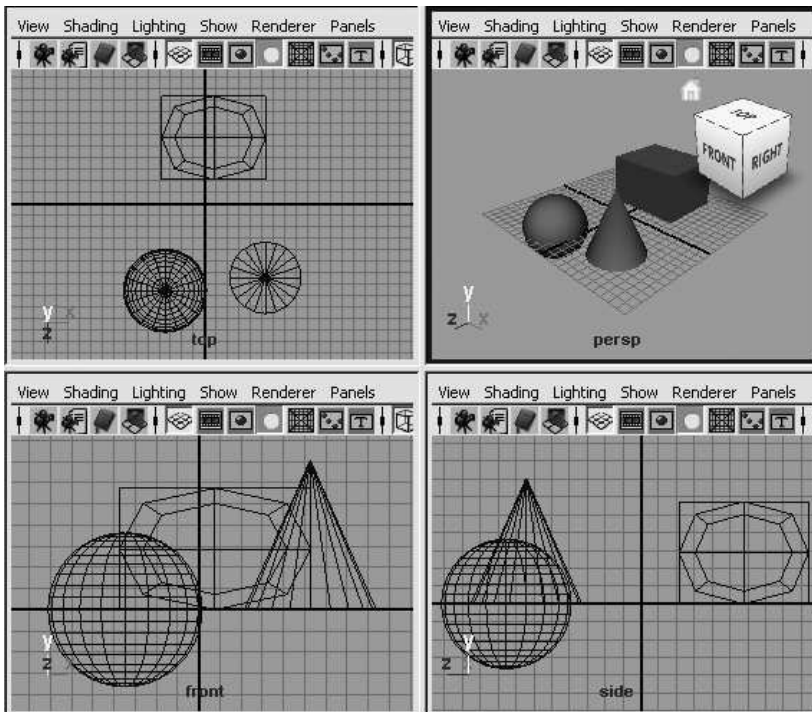 View Shading Lighting Show Renderer Panels
y
z x
top
View Shading Lighting Show Renderer Panels
TOP
FRONT RIGHT
y
z x
persp
View Shading Lighting Show Renderer Panels
y
z
front
View Shading Lighting Show Renderer Panels
y
z
side